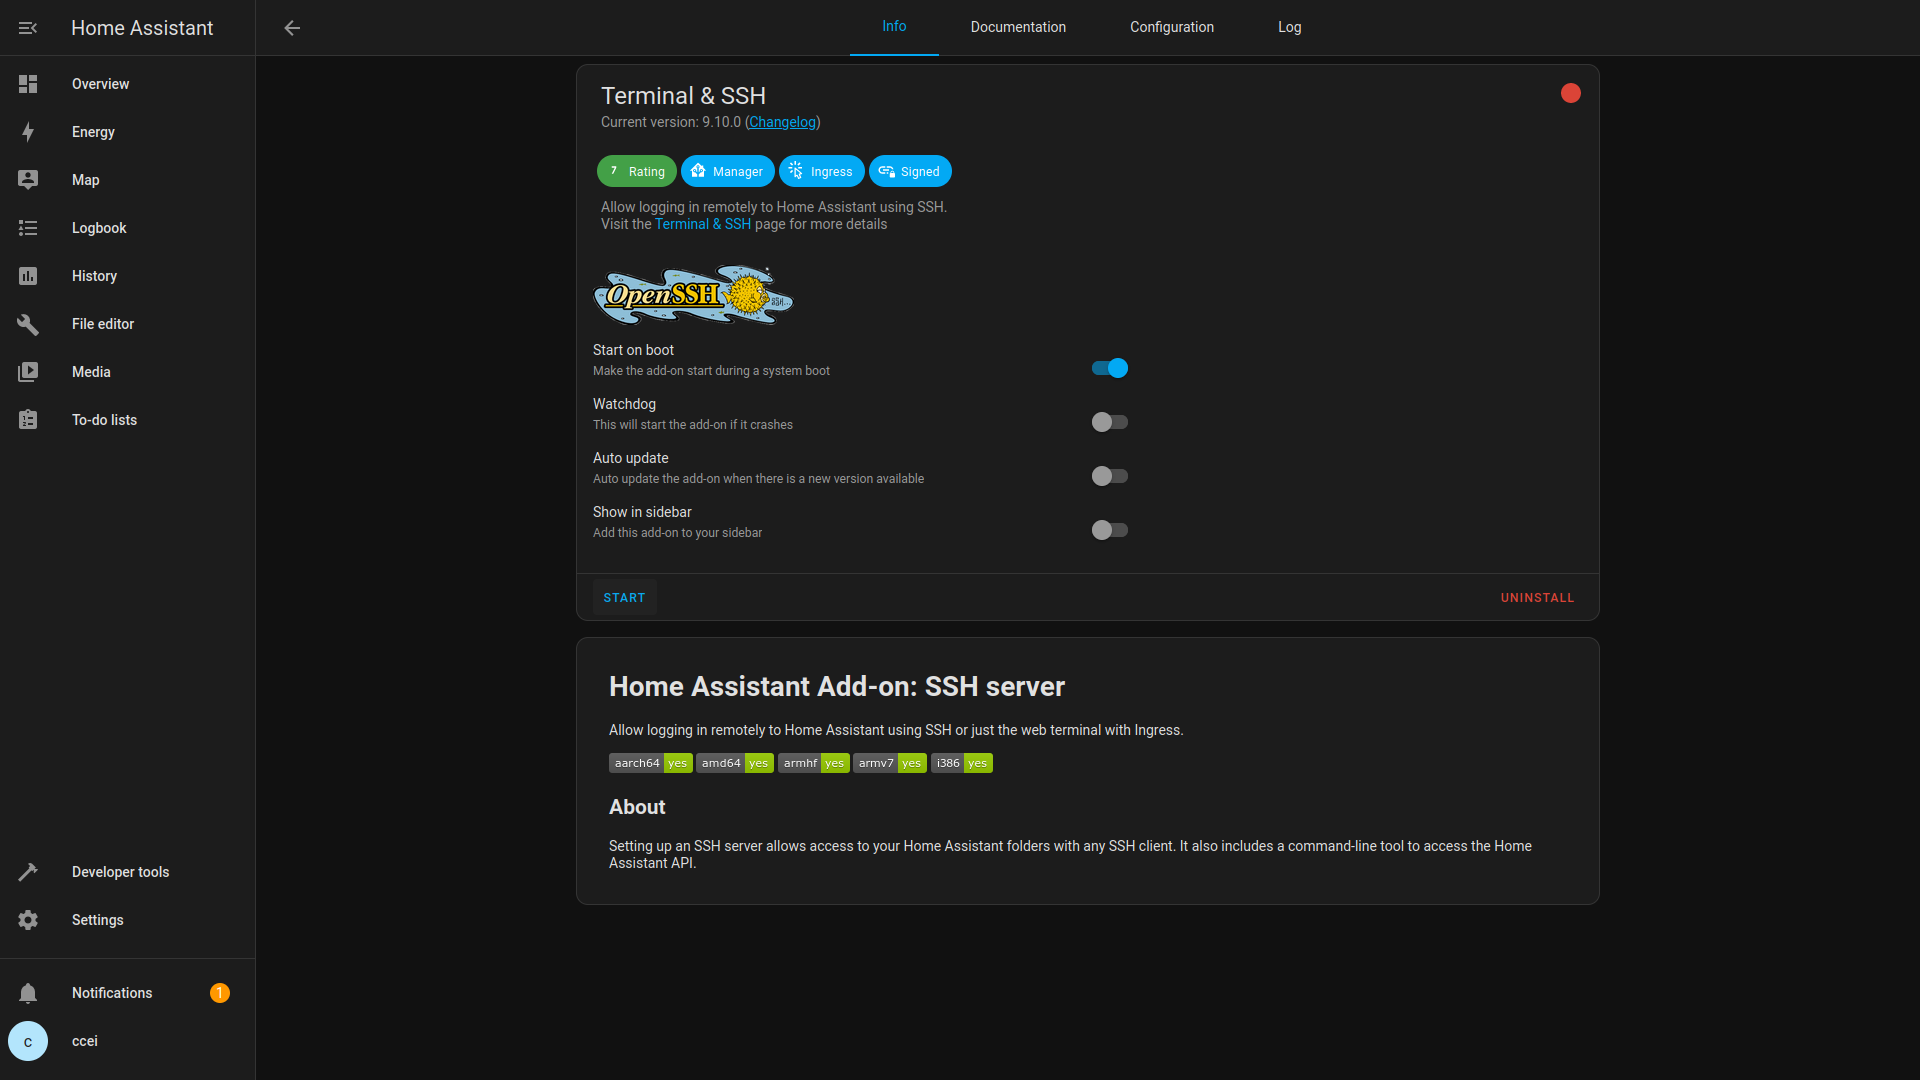 Home Assistant
Overview
Energy
Map
Logbook
History
File editor
Media
To-do lists
Developer tools
Settings
Notifications 1
c ccei
Info Documentation Configuration Log
Terminal & SSH
Current version: 9.10.0 (Changelog)
7 Rating Manager Ingress Signed
Allow logging in remotely to Home Assistant using SSH.
Visit the Terminal & SSH page for more details
OpenSSH SSH...
Start on boot
Make the add-on start during a system boot
Watchdog
This will start the add-on if it crashes
Auto update
Auto update the add-on when there is a new version available
Show in sidebar
Add this add-on to your sidebar
START UNINSTALL
Home Assistant Add-on: SSH server
Allow logging in remotely to Home Assistant using SSH or just the web terminal with Ingress.
aarch64 yes amd64 yes armhf yes armv7 yes i386 yes
About
Setting up an SSH server allows access to your Home Assistant folders with any SSH client. It also includes a command-line tool to access the Home
Assistant API.